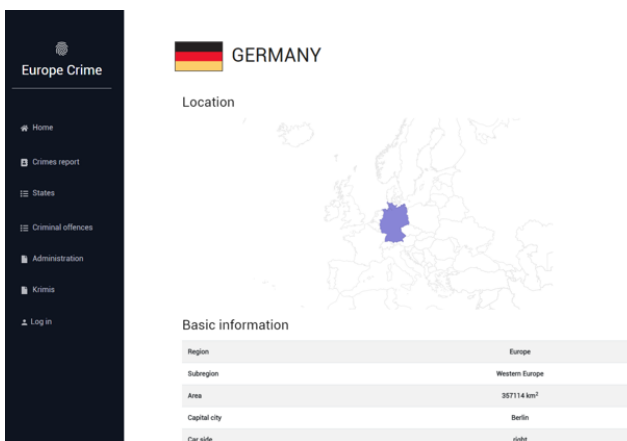 Europe Crime
Home
Crimes report
States
Criminal offences
Administration
Krimis
Log in
GERMANY
Location
Basic information
Region Europe
Subregion Western Europe
Area 357114 km²
Capital city Berlin
Car side right